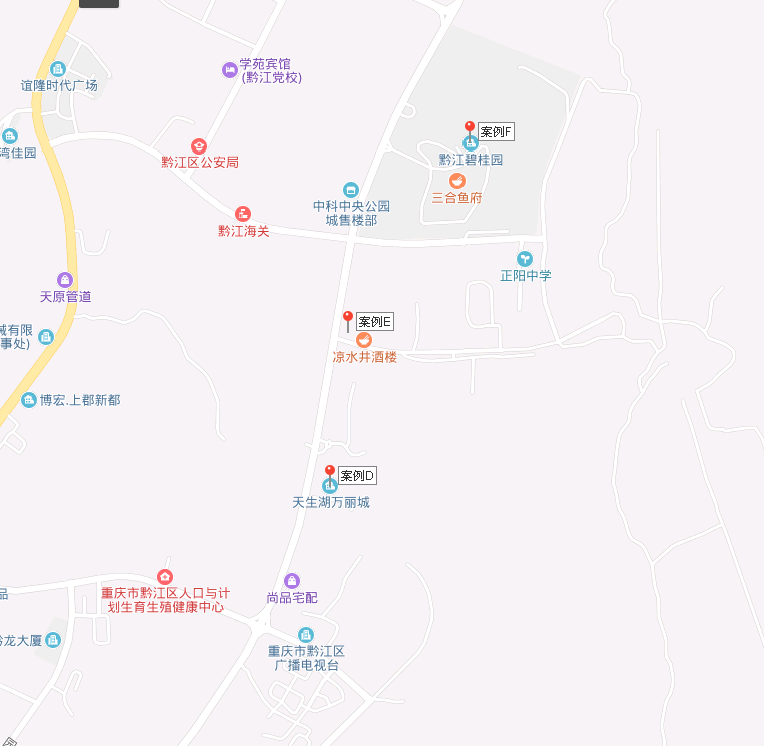 学苑宾馆
(黔江党校)
谊隆时代广场
案例F
湾佳园
黔江区公安局
黔江碧桂园
三合鱼府
中科中央公园
城售楼部
黔江海关
正阳中学
天原管道
案例E
械有限
事处)
凉水井酒楼
博宏.上郡新都
案例D
天生湖万丽城
品
重庆市黔江区人口与计
划生育生殖健康中心
尚品宅配
龙大厦
重庆市黔江区
广播电视台